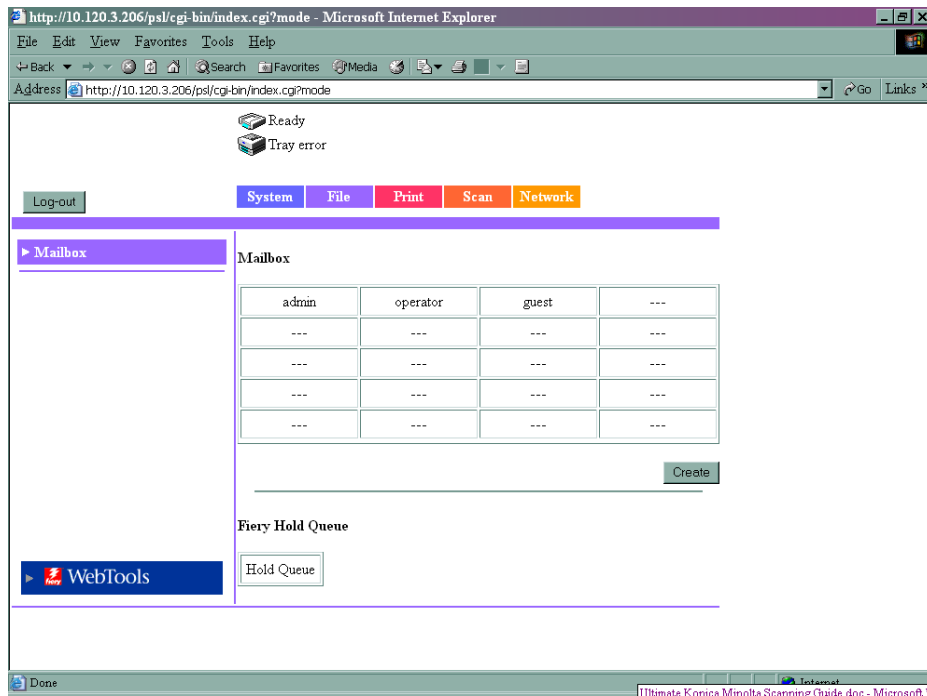 http://10.120.3.206/psl/cgi-bin/index.cgi?mode - Microsoft Internet Explorer
File Edit View Favorites Tools Help
Back Search Favorites Media
Address http://10.120.3.206/psl/cgi-bin/index.cgi?mode Go Links »
Ready
Tray error
Log-out System File Print Scan Network
Mailbox
Mailbox
admin operator guest ---
--- --- --- ---
--- --- --- ---
--- --- --- ---
--- --- --- ---
Create
Fiery Hold Queue
Hold Queue
fiery WebTools
Done Internet
Ultimate Konica Minolta Scanning Guide.doc - Microsoft